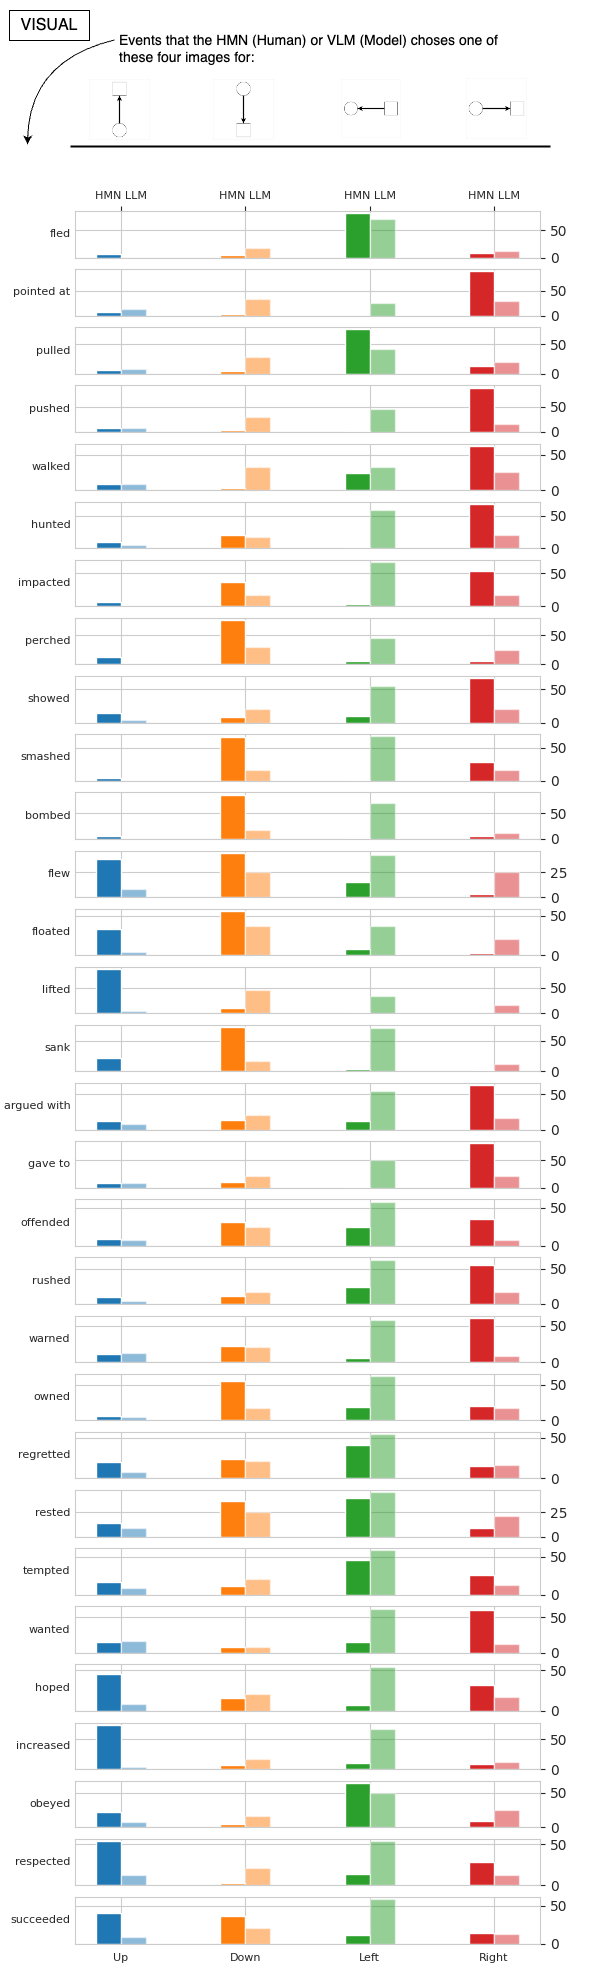 VISUAL
Events that the HMN (Human) or VLM (Model) choses one of
these four images for:
HMN LLM HMN LLM HMN LLM HMN LLM
fled 50 0
pointed at 50 0
pulled 50 0
pushed 50 0
walked 50 0
hunted 50 0
impacted 50 0
perched 50 0
showed 50 0
smashed 50 0
bombed 50 0
flew 25 0
floated 50 0
lifted 50 0
sank 50 0
argued with 50 0
gave to 50 0
offended 50 0
rushed 50 0
warned 50 0
owned 50 0
regretted 50 0
rested 25 0
tempted 50 0
wanted 50 0
hoped 50 0
increased 50 0
obeyed 50 0
respected 50 0
succeeded 50 0
Up Down Left Right